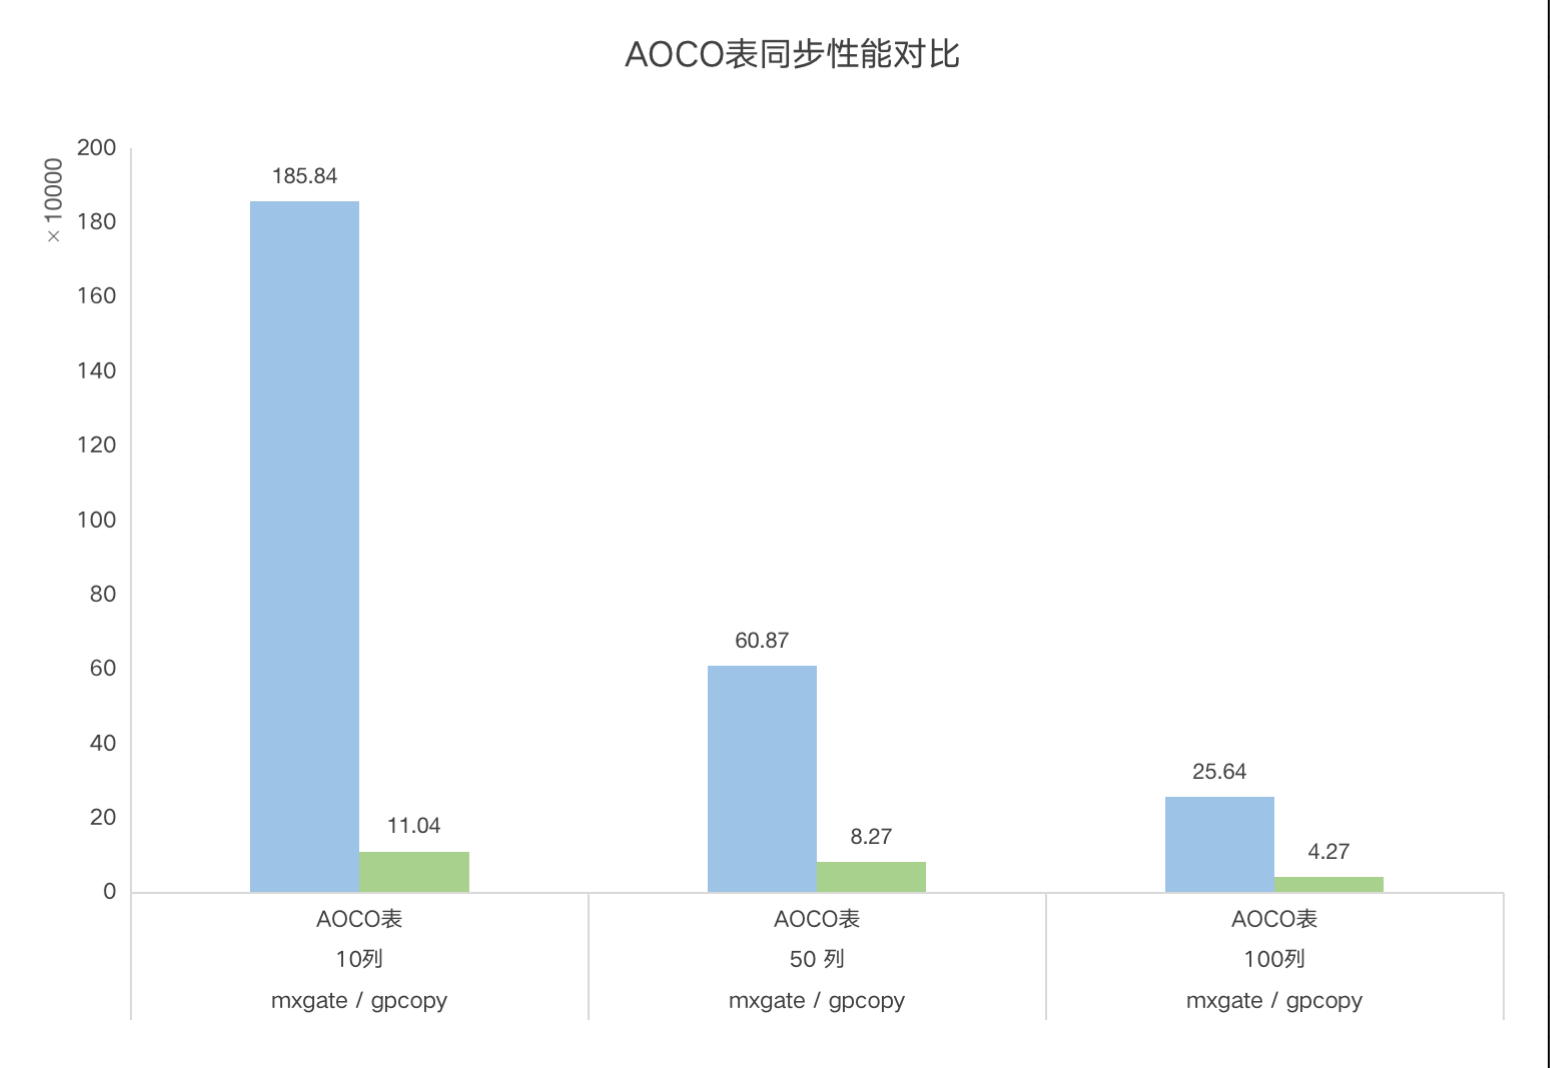 AOCO表同步性能对比
× 10000
200
180
160
140
120
100
80
60
40
20
0
185.84
11.04
60.87
8.27
25.64
4.27
AOCO表
10列
mxgate / gpcopy
AOCO表
50 列
mxgate / gpcopy
AOCO表
100列
mxgate / gpcopy